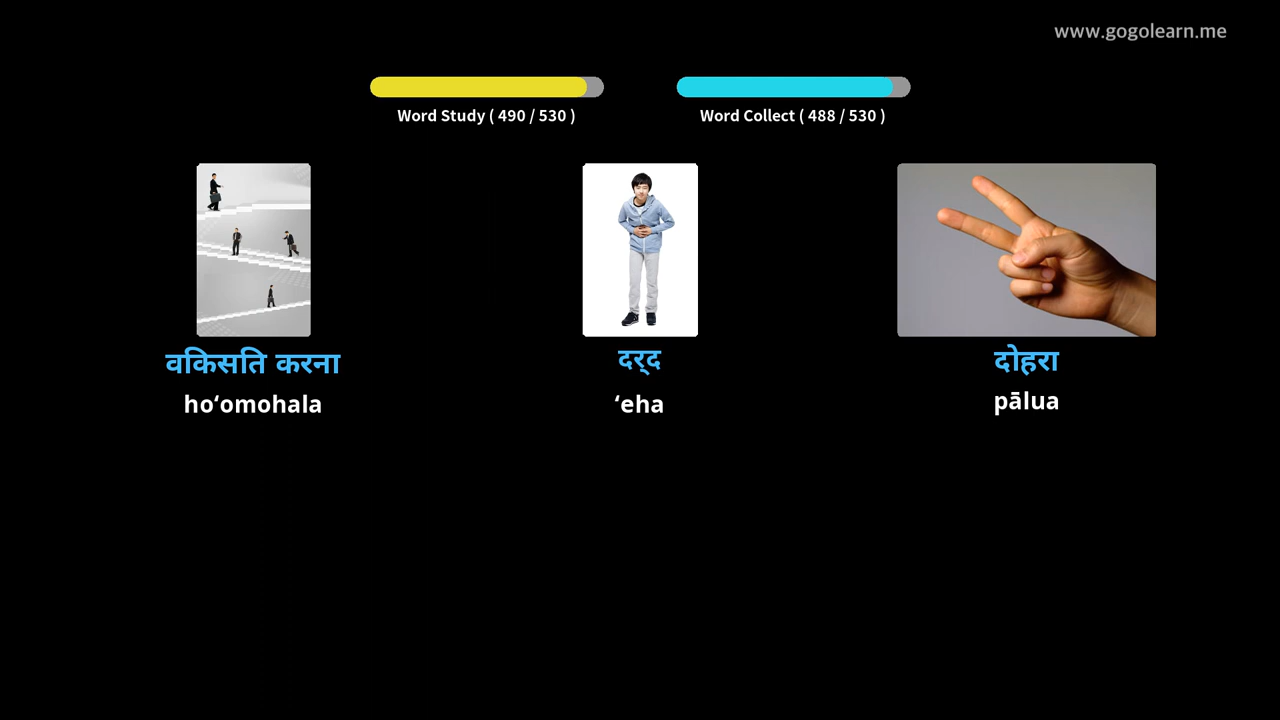 www.gogolearn.me
Word Study ( 490 / 530 )
Word Collect ( 488 / 530 )
वकिसति करना
दर्‌द
दोहरा
hoʻomohala
ʻeha
pālua